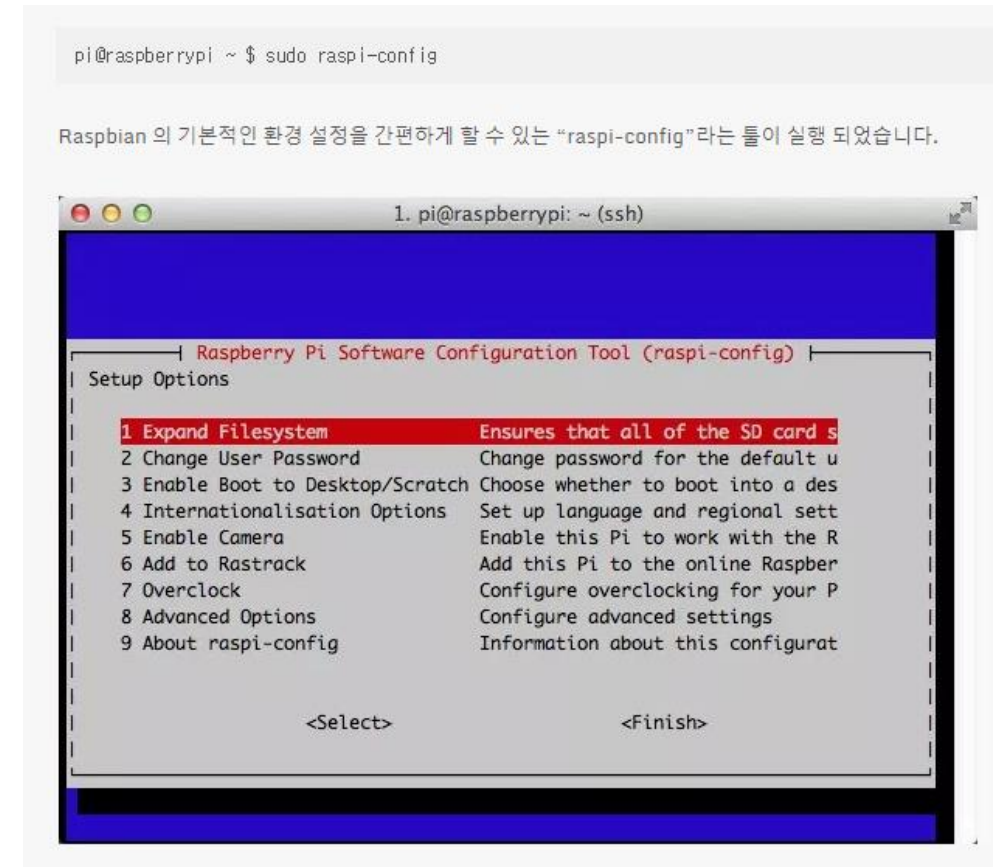 pi@raspberrypi ~ $ sudo raspi-config
Raspbian 의 기본적인 환경 설정을 간편하게 할 수 있는 “raspi-config”라는 툴이 실행 되었습니다.
1. pi@raspberrypi: ~ (ssh)
Raspberry Pi Software Configuration Tool (raspi-config)
Setup Options
1 Expand Filesystem Ensures that all of the SD card s
2 Change User Password Change password for the default u
3 Enable Boot to Desktop/Scratch Choose whether to boot into a des
4 Internationalisation Options Set up language and regional sett
5 Enable Camera Enable this Pi to work with the R
6 Add to Rastrack Add this Pi to the online Raspber
7 Overclock Configure overclocking for your P
8 Advanced Options Configure advanced settings
9 About raspi-config Information about this configurat
<Select> <Finish>